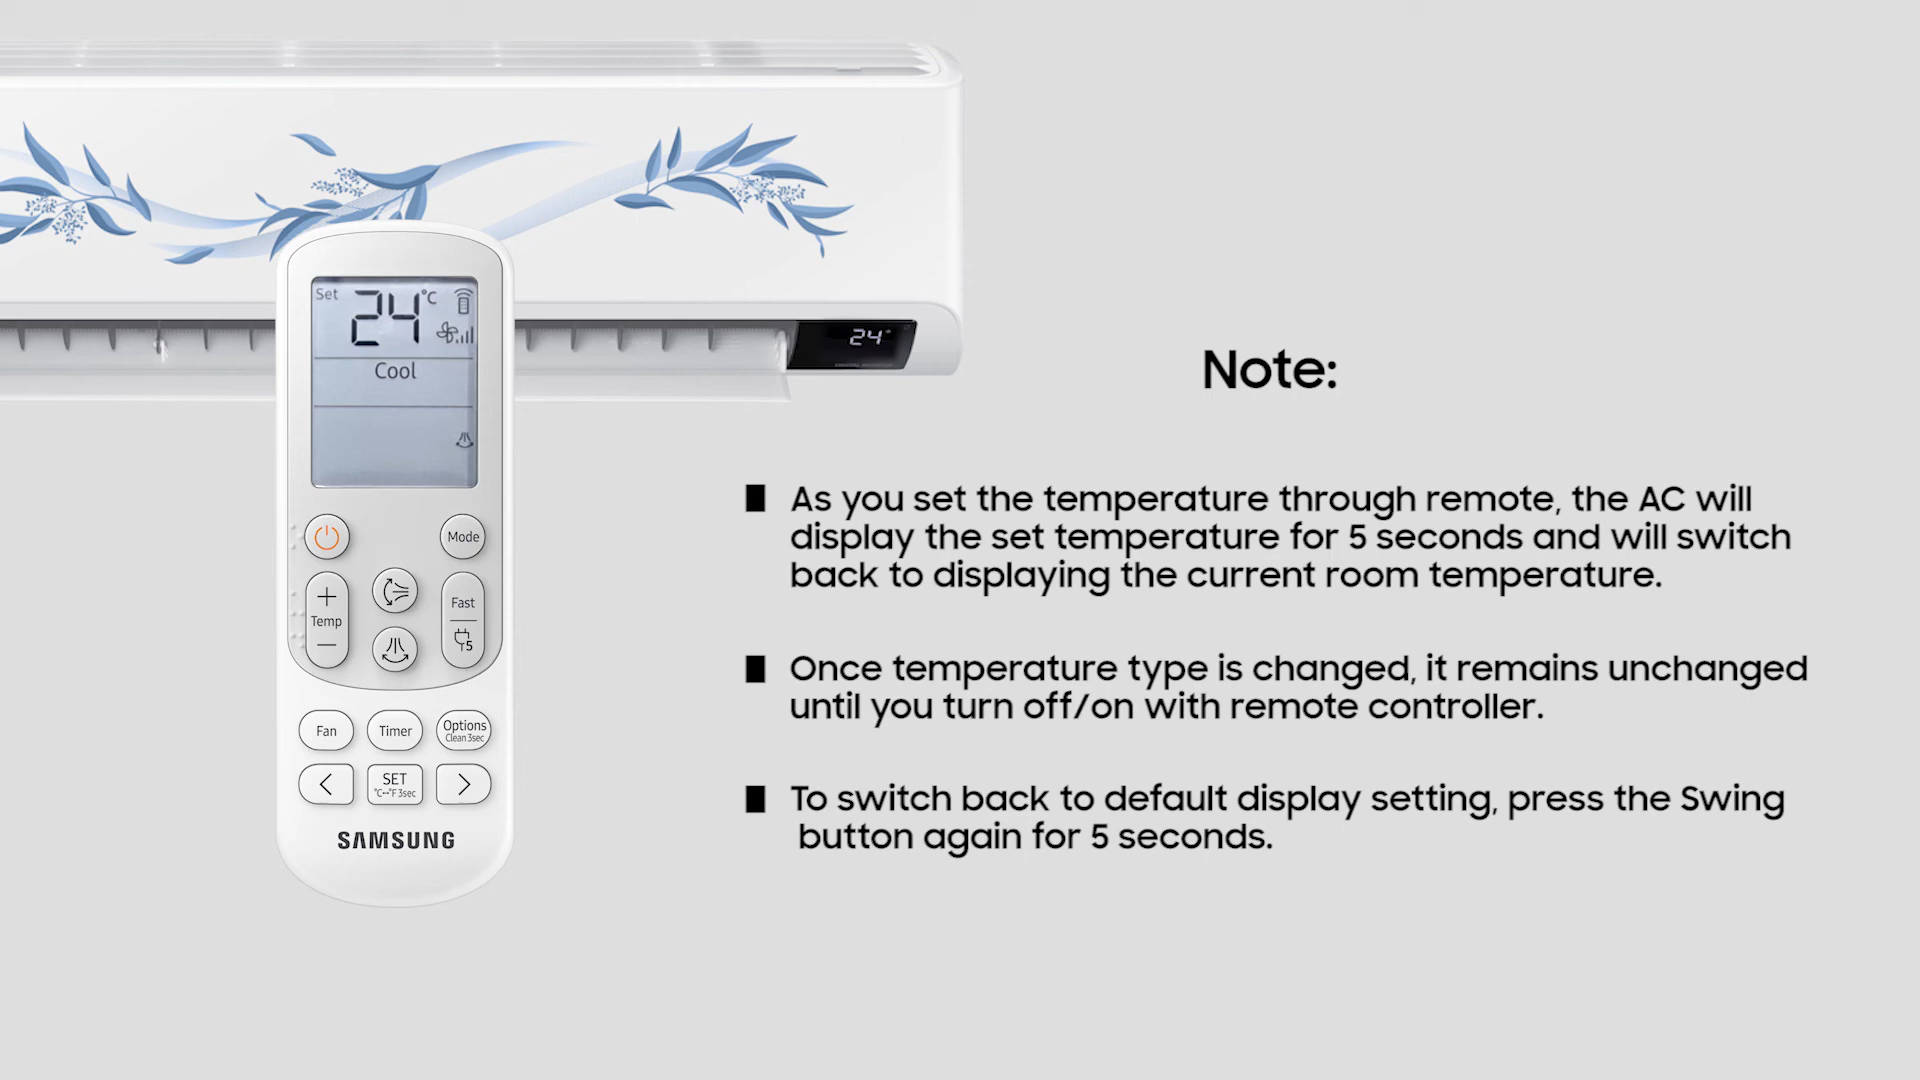 24°
Set 24°C
Cool
Mode
+
Temp
−
Fast
5
Fan
Timer
Options
Clean 3sec
<
SET
°C↔°F 3sec
>
SAMSUNG
Note:
As you set the temperature through remote, the AC will
display the set temperature for 5 seconds and will switch
back to displaying the current room temperature.
Once temperature type is changed, it remains unchanged
until you turn off/on with remote controller.
To switch back to default display setting, press the Swing
button again for 5 seconds.